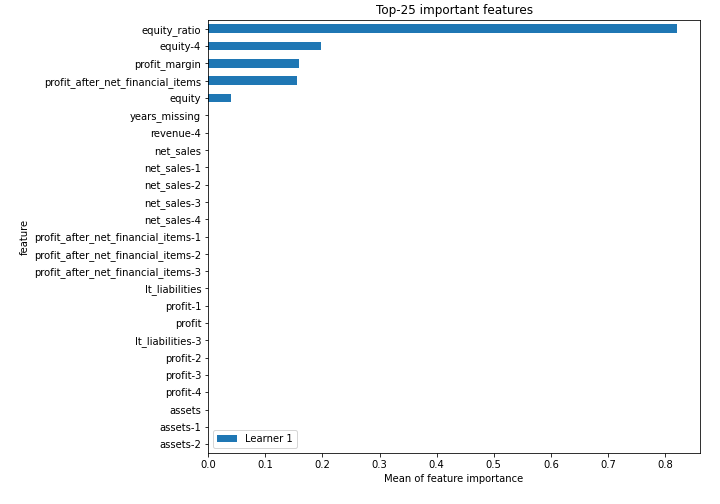 Top-25 important features
equity_ratio
equity-4
profit_margin
profit_after_net_financial_items
equity
years_missing
revenue-4
net_sales
net_sales-1
net_sales-2
net_sales-3
net_sales-4
profit_after_net_financial_items-1
profit_after_net_financial_items-2
profit_after_net_financial_items-3
lt_liabilities
profit-1
profit
lt_liabilities-3
profit-2
profit-3
profit-4
assets
assets-1
assets-2
feature
Learner 1
0.0 0.1 0.2 0.3 0.4 0.5 0.6 0.7 0.8
Mean of feature importance